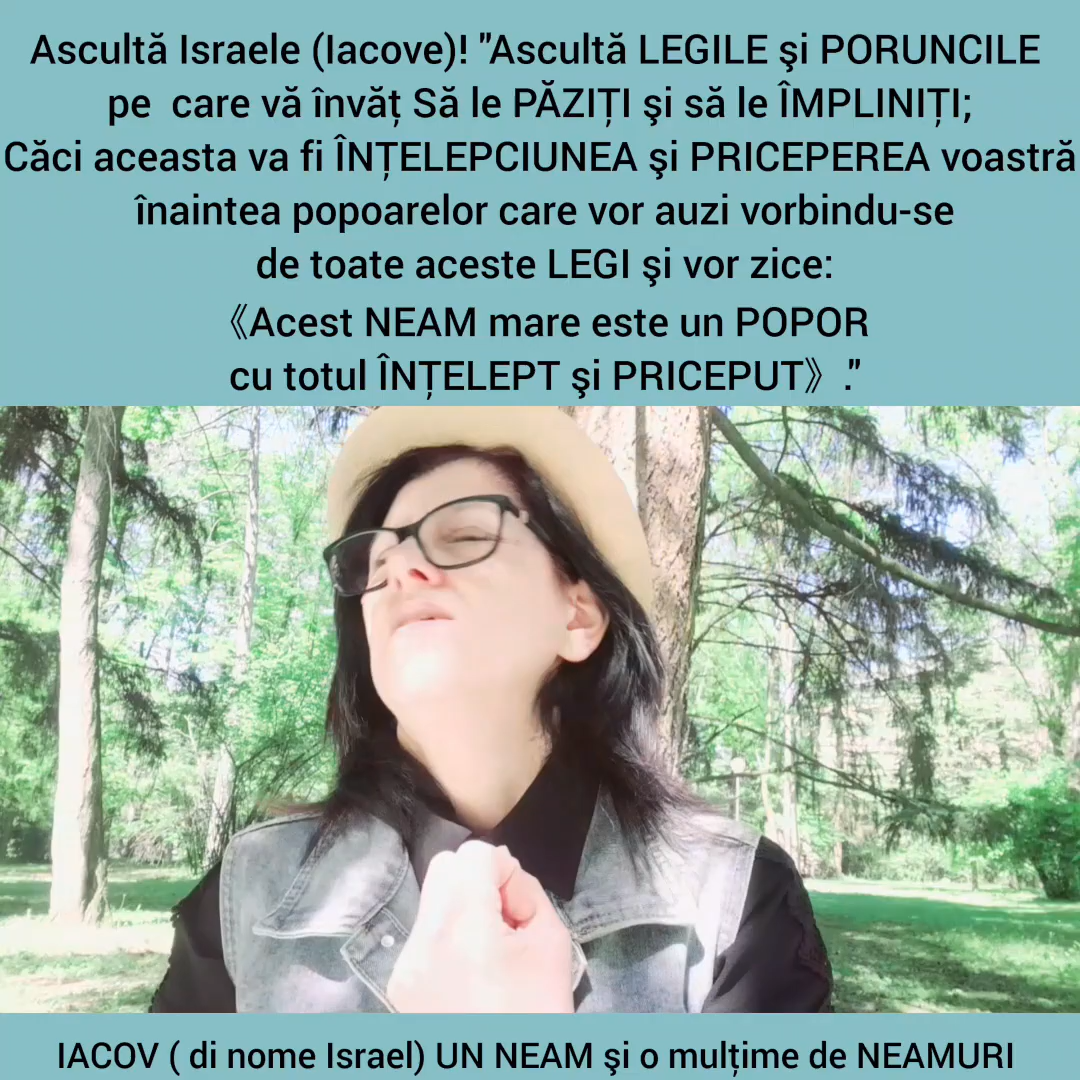 Ascultă Israele (Iacove)! "Ascultă LEGILE şi PORUNCILE
pe care vă învăț Să le PĂZIȚI şi să le ÎMPLINIȚI;
Căci aceasta va fi ÎNȚELEPCIUNEA şi PRICEPEREA voastră
înaintea popoarelor care vor auzi vorbindu-se
de toate aceste LEGI şi vor zice:
《Acest NEAM mare este un POPOR
cu totul ÎNȚELEPT şi PRICEPUT》."
IACOV ( di nome Israel) UN NEAM şi o mulțime de NEAMURI